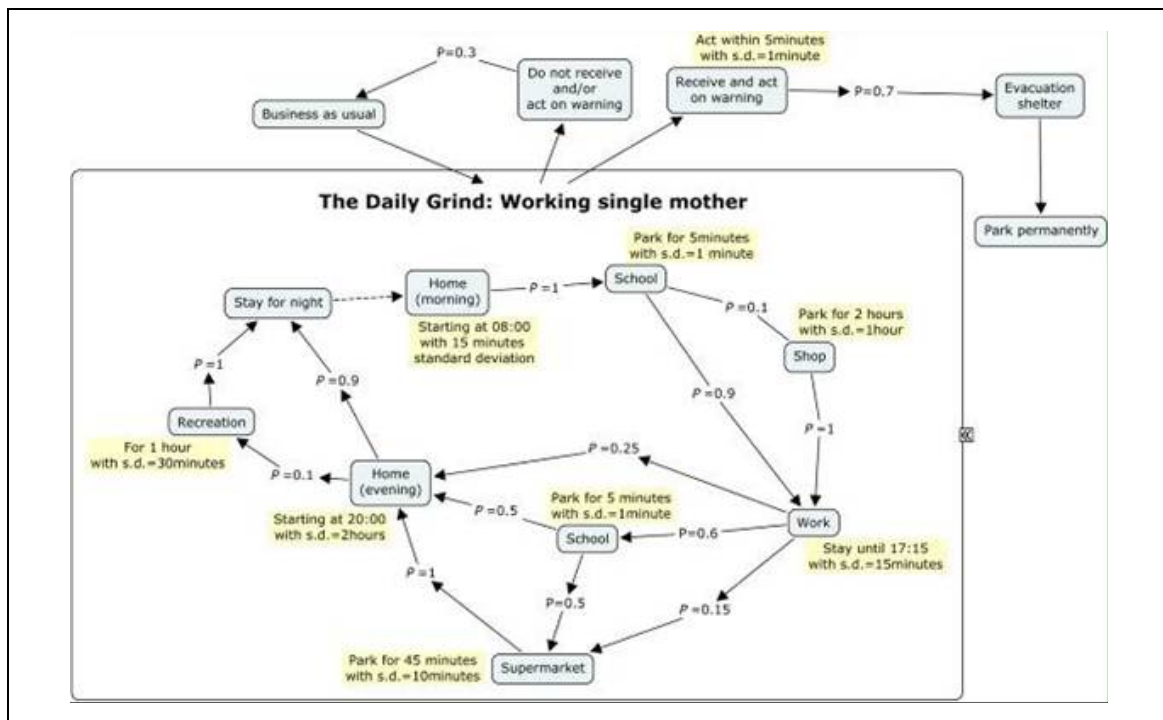 Act within 5minutes
with s.d.=1minute
P=0.3
Do not receive
and/or
act on warning
Receive and act
on warning
P=0.7
Evacuation
shelter
Business as usual
The Daily Grind: Working single mother
Park permanently
Park for 5minutes
with s.d.=1 minute
Home
(morning)
P=1
School
Stay for night
P=0.1
Park for 2 hours
with s.d.=1hour
Starting at 08:00
with 15 minutes
standard deviation
Shop
P=1
P=0.9
P=0.9
Recreation
P=1
For 1 hour
with s.d.=30minutes
P=0.25
P=0.1
Home
(evening)
Park for 5 minutes
with s.d.=1minute
P=0.5
Starting at 20:00
with s.d.=2hours
School
P=0.6
Work
Stay until 17:15
with s.d.=15minutes
P=1
P=0.5
P=0.15
Park for 45 minutes
with s.d.=10minutes
Supermarket